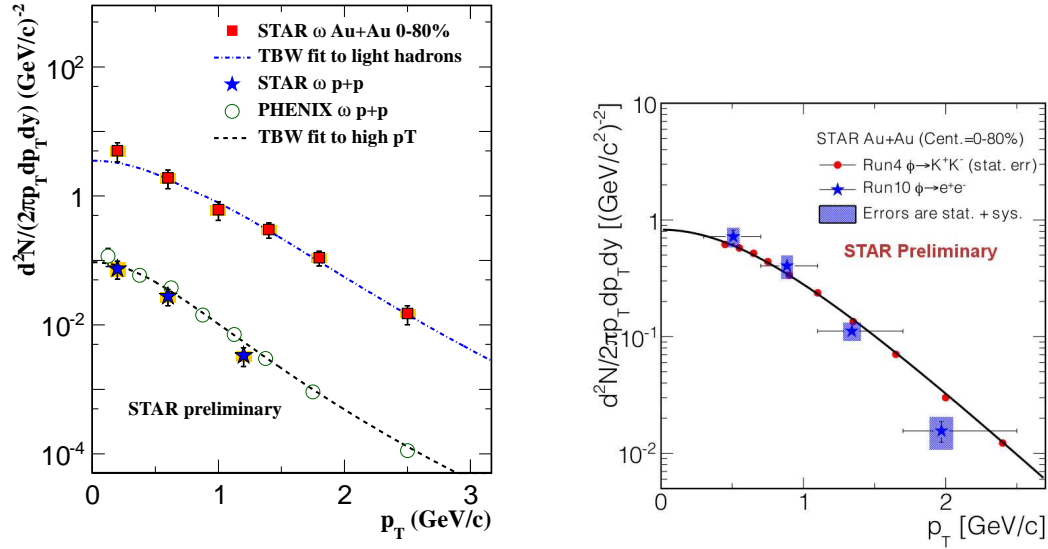 STAR ω Au+Au 0-80%
TBW fit to light hadrons
STAR ω p+p
PHENIX ω p+p
TBW fit to high pT
d²N/(2πp_T dp_T dy) (GeV/c)⁻²
10²
1
10⁻²
10⁻⁴
STAR preliminary
0 1 2 3
p_T (GeV/c)
STAR Au+Au (Cent.=0-80%)
Run4 ϕ→K⁺K⁻ (stat. err)
Run10 ϕ→e⁺e⁻
Errors are stat. + sys.
STAR Preliminary
d²N/2πp_T dp_T dy [(GeV/c²)⁻²
10
1
10⁻¹
10⁻²
0 1 2
p_T [GeV/c]